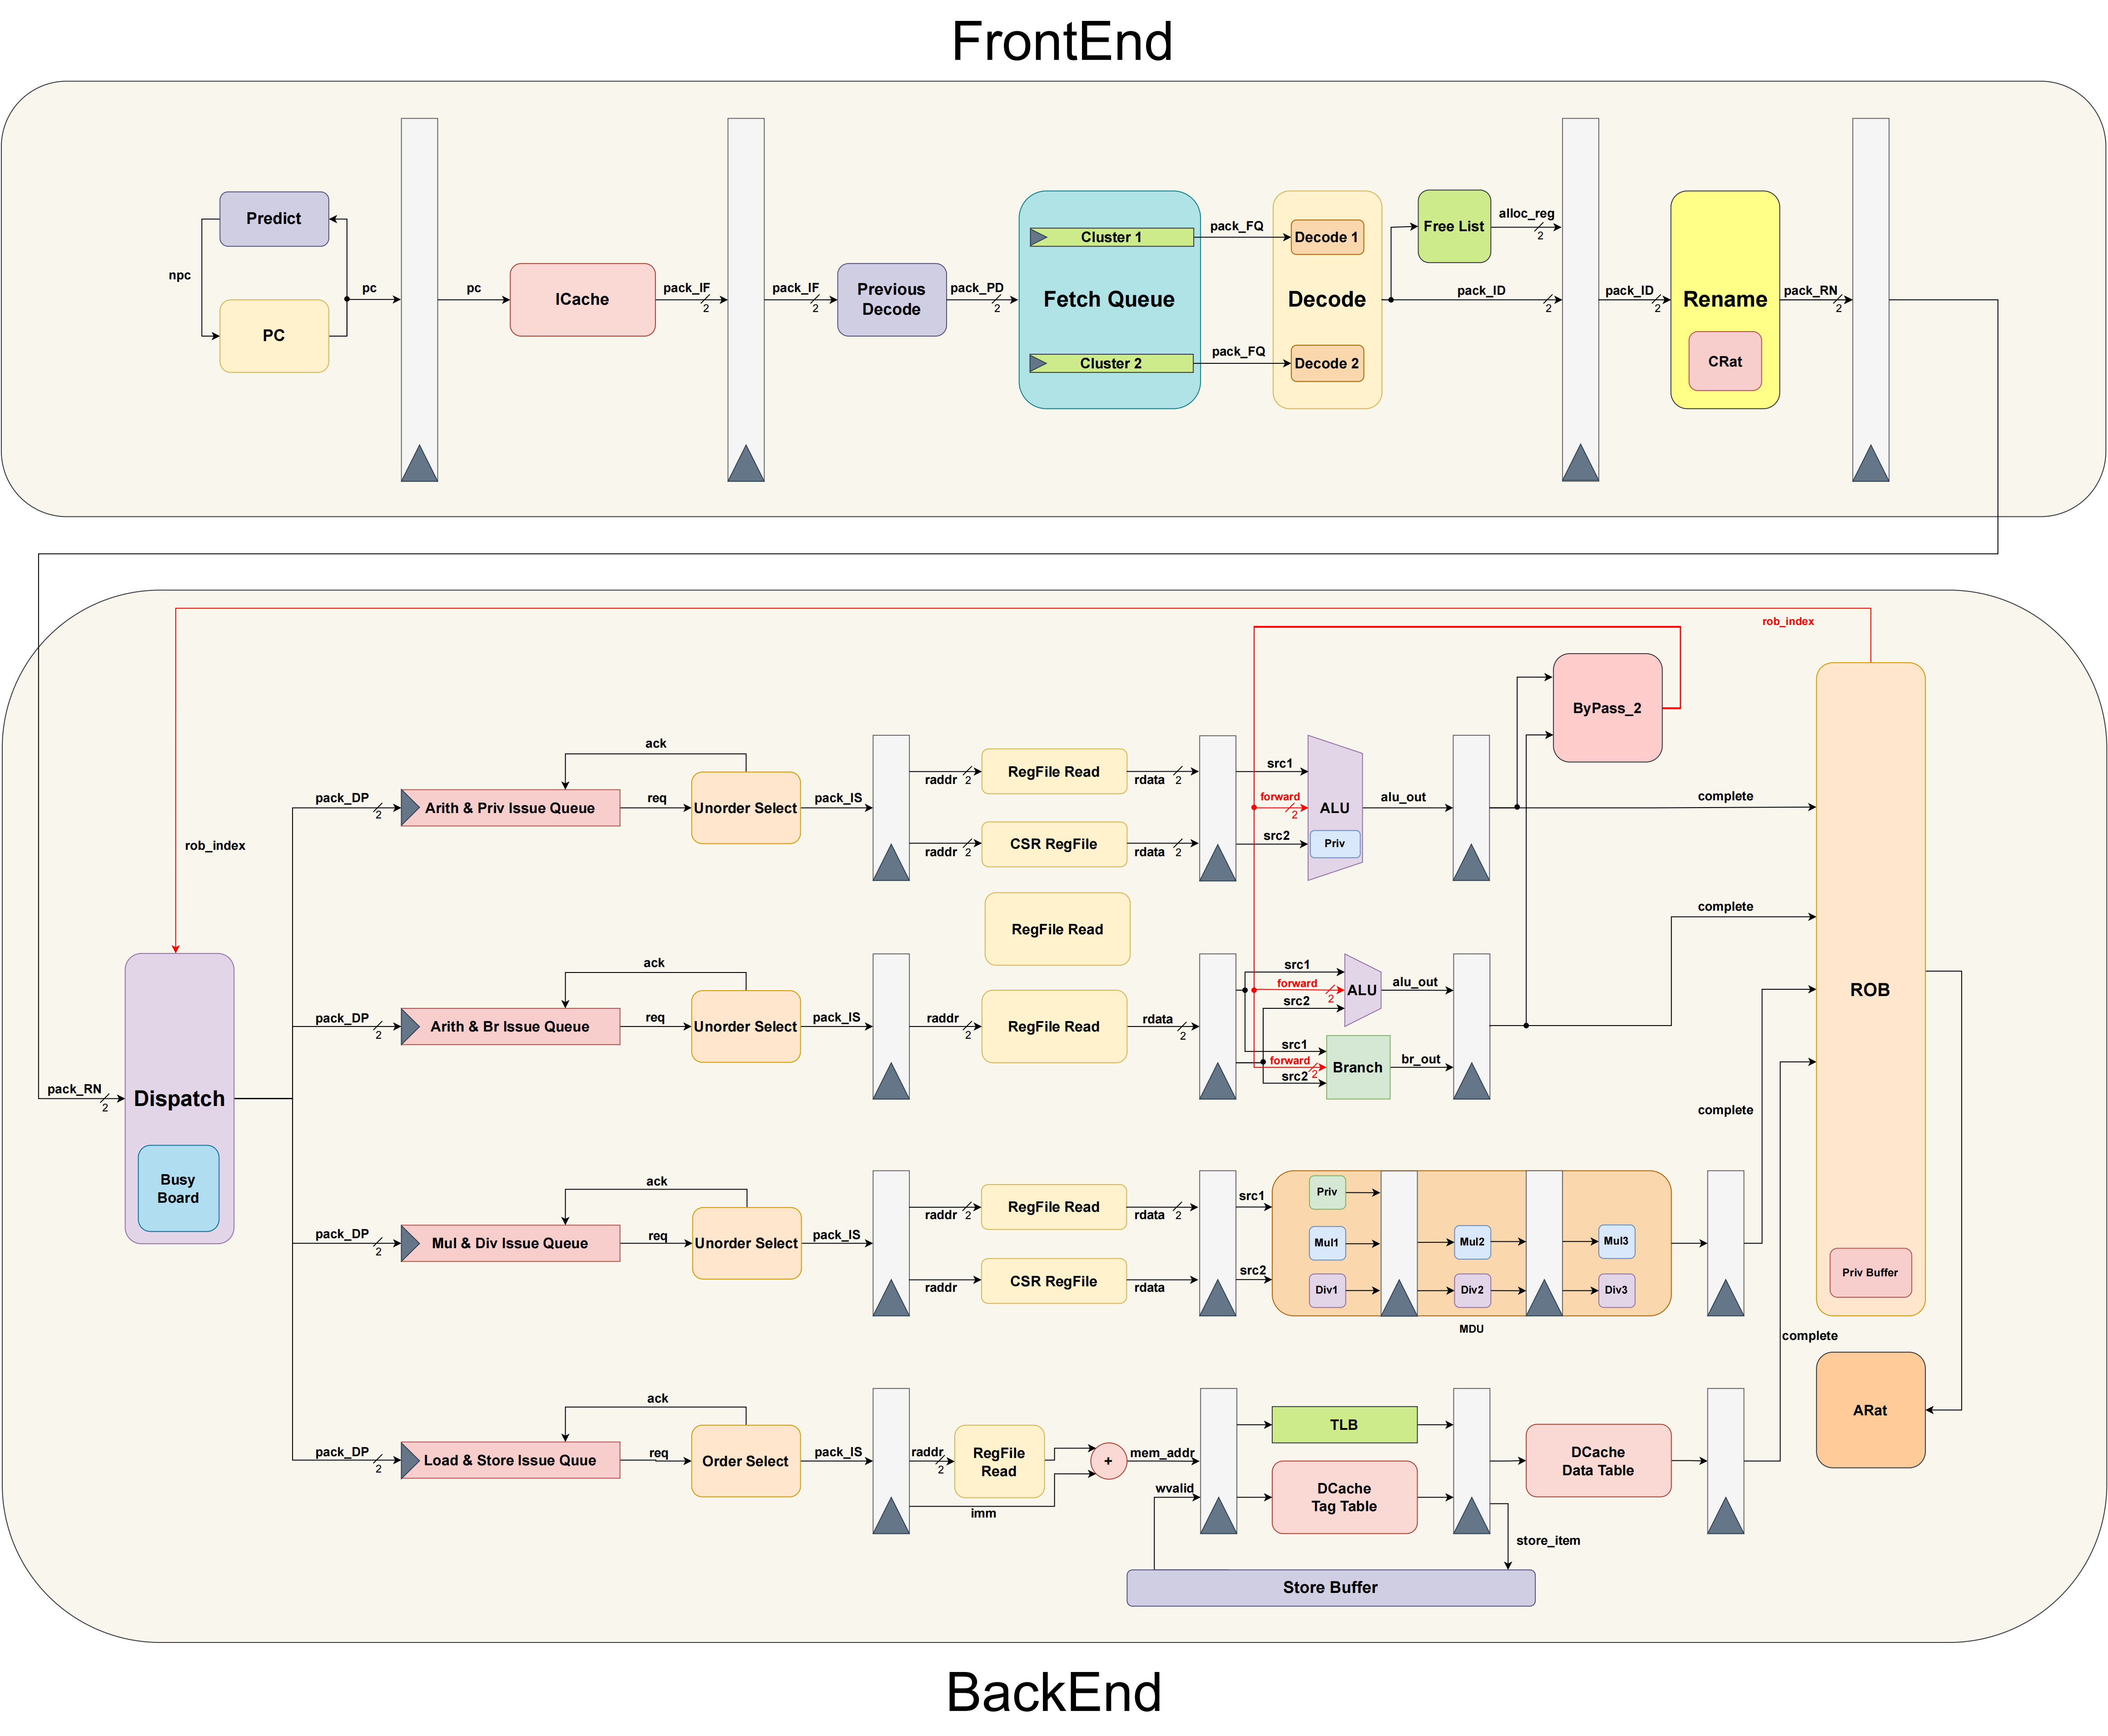 FrontEnd
Predict
npc
PC
pc
pc
ICache
pack_IF
2
pack_IF
2
Previous
Decode
pack_PD
2
Fetch Queue
Cluster 1
Cluster 2
pack_FQ
pack_FQ
Decode
Decode 1
Decode 2
Free List
alloc_reg
2
pack_ID
2
pack_ID
2
Rename
CRat
pack_RN
2
rob_index
rob_index
pack_RN
2
Dispatch
Busy
Board
pack_DP
2
Arith & Priv Issue Queue
ack
req
Unorder Select
pack_IS
raddr
2
RegFile Read
rdata
2
raddr
2
CSR RegFile
rdata
2
src1
forward
2
src2
ALU
Priv
alu_out
ByPass_2
complete
RegFile Read
pack_DP
2
Arith & Br Issue Queue
ack
req
Unorder Select
pack_IS
raddr
2
RegFile Read
rdata
2
src1
forward
2
src2
ALU
alu_out
src1
forward
2
src2
Branch
br_out
complete
ROB
Priv Buffer
pack_DP
2
Mul & Div Issue Queue
ack
req
Unorder Select
pack_IS
raddr
2
RegFile Read
rdata
2
raddr
CSR RegFile
rdata
src1
src2
Priv
Mul1
Div1
Mul2
Div2
Mul3
Div3
MDU
complete
pack_DP
2
Load & Store Issue Quue
ack
req
Order Select
pack_IS
raddr
2
RegFile
Read
imm
+
mem_addr
wvalid
TLB
DCache
Tag Table
DCache
Data Table
store_item
Store Buffer
complete
ARat
BackEnd